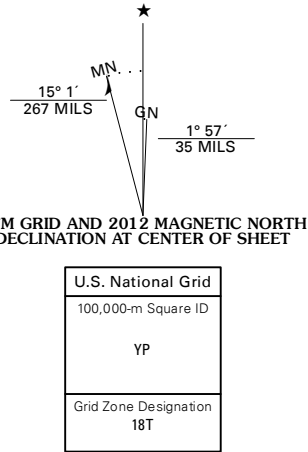 ★
MN
15° 1´
267 MILS
GN
1° 57´
35 MILS
M GRID AND 2012 MAGNETIC NORTH
DECLINATION AT CENTER OF SHEET
U.S. National Grid
100,000-m Square ID
YP
Grid Zone Designation
18T